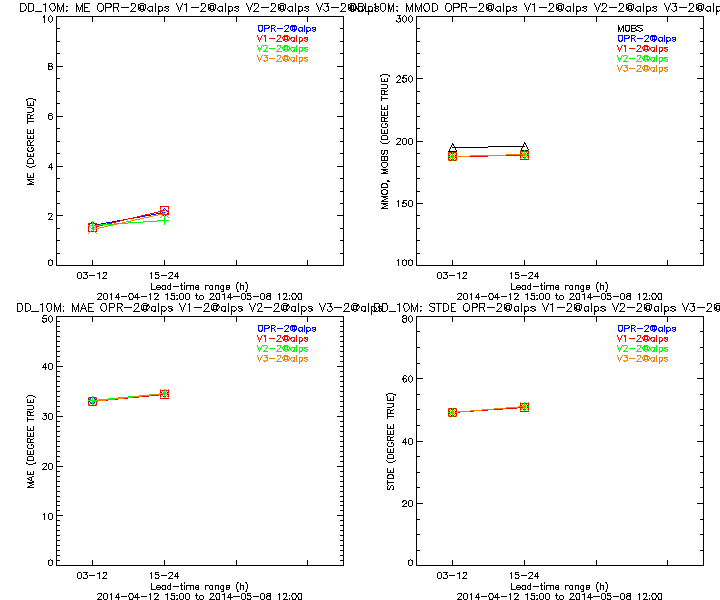 DD_10M: ME OPR-2@alps V1-2@alps V2-2@alps V3-2@alps
OPR-2@alps
V1-2@alps
V2-2@alps
V3-2@alps
ME (DEGREE TRUE)
10
8
6
4
2
0
03-12
15-24
Lead-time range (h)
2014-04-12 15:00 to 2014-05-08 12:00
DD_10M: MMOD OPR-2@alps V1-2@alps V2-2@alps V3-2@
MOBS
OPR-2@alps
V1-2@alps
V2-2@alps
V3-2@alps
MMOD, MOBS (DEGREE TRUE)
300
250
200
150
100
03-12
15-24
Lead-time range (h)
2014-04-12 15:00 to 2014-05-08 12:00
DD_10M: MAE OPR-2@alps V1-2@alps V2-2@alps V3-2@alps
OPR-2@alps
V1-2@alps
V2-2@alps
V3-2@alps
MAE (DEGREE TRUE)
50
40
30
20
10
0
03-12
15-24
Lead-time range (h)
2014-04-12 15:00 to 2014-05-08 12:00
DD_10M: STDE OPR-2@alps V1-2@alps V2-2@alps V3-2@
OPR-2@alps
V1-2@alps
V2-2@alps
V3-2@alps
STDE (DEGREE TRUE)
80
60
40
20
0
03-12
15-24
Lead-time range (h)
2014-04-12 15:00 to 2014-05-08 12:00